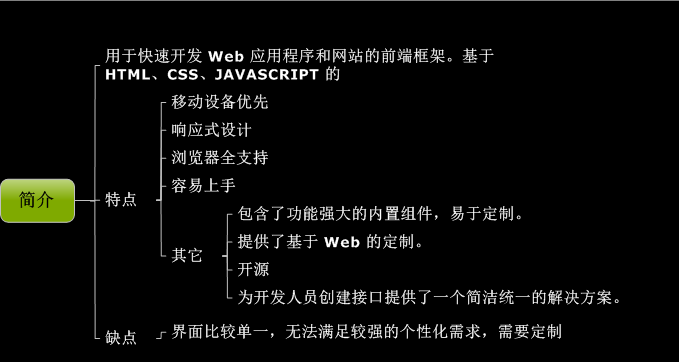 用于快速开发 Web 应用程序和网站的前端框架。基于
HTML、CSS、JAVASCRIPT 的
移动设备优先
响应式设计
浏览器全支持
容易上手
简介
特点
包含了功能强大的内置组件，易于定制。
其它
提供了基于 Web 的定制。
开源
为开发人员创建接口提供了一个简洁统一的解决方案。
缺点
界面比较单一，无法满足较强的个性化需求，需要定制